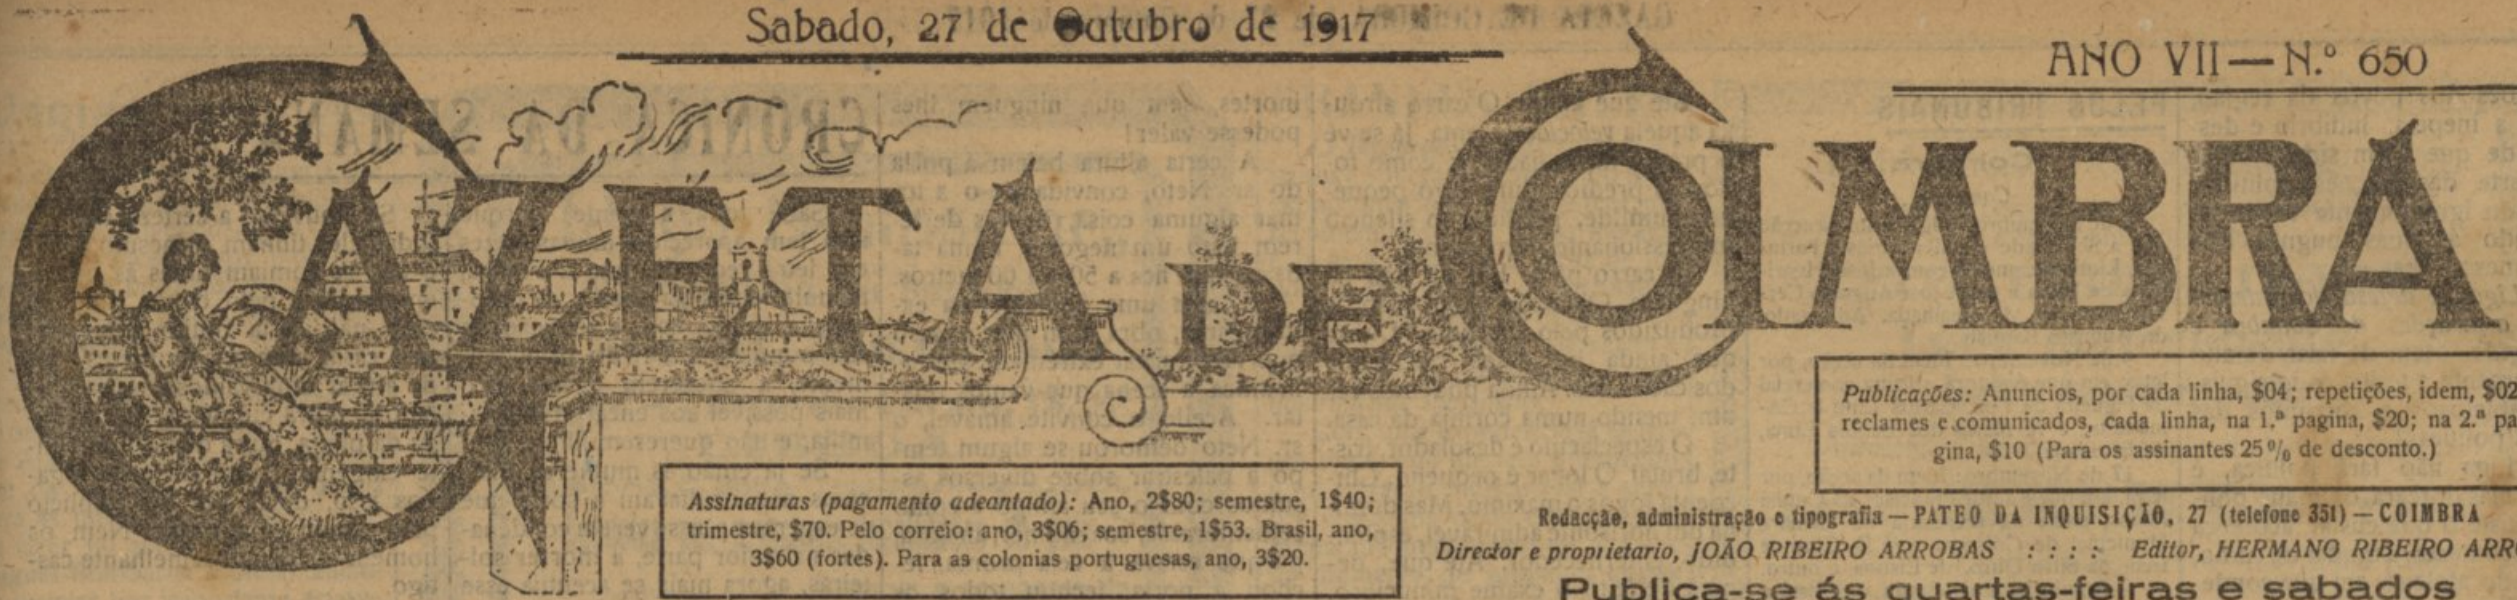 Sabado, 27 de Outubro de 1917
ANO VII — N.º 650
GAZETA DE COIMBRA
Publicações: Anuncios, por cada linha, $04; repetições, idem, $02
reclames e comunicados, cada linha, na 1.ª pagina, $20; na 2.ª pa-
gina, $10 (Para os assinantes 25 % de desconto.)
Assinaturas (pagamento adeantado): Ano, 2$80; semestre, 1$40;
trimestre, $70. Pelo correio: ano, 3$06; semestre, 1$53. Brasil, ano,
3$60 (fortes). Para as colonias portuguesas, ano, 3$20.
Redacção, administração e tipografia — PATEO DA INQUISIÇÃO, 27 (telefone 351) — COIMBRA
Director e proprietario, JOÃO RIBEIRO ARROBAS : : : : Editor, HERMANO RIBEIRO ARRO
Publica-se ás quartas-feiras e sabados